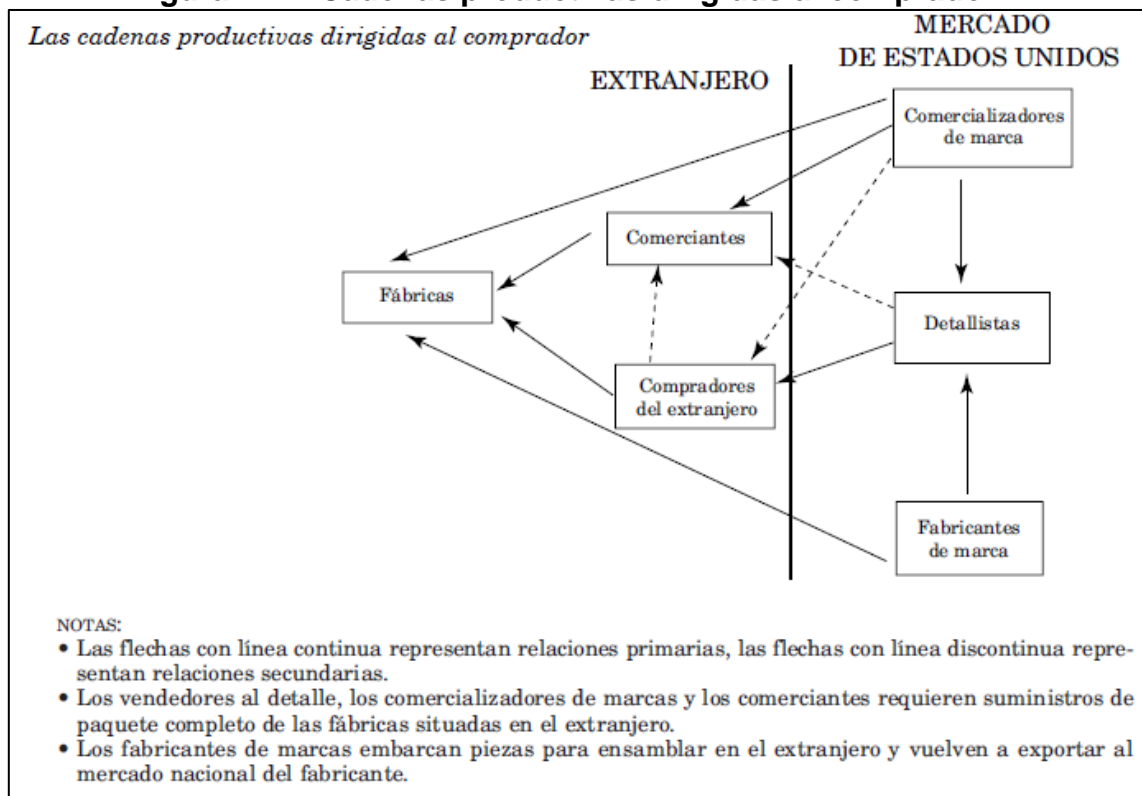 Las cadenas productivas dirigidas al comprador
MERCADO
DE ESTADOS UNIDOS
EXTRANJERO
Comercializadores
de marca
Comerciantes
Fábricas
Detallistas
Compradores
del extranjero
Fabricantes
de marca
NOTAS:
• Las flechas con línea continua representan relaciones primarias, las flechas con línea discontinua repre-
sentan relaciones secundarias.
• Los vendedores al detalle, los comercializadores de marcas y los comerciantes requieren suministros de
paquete completo de las fábricas situadas en el extranjero.
• Los fabricantes de marcas embarcan piezas para ensamblar en el extranjero y vuelven a exportar al
mercado nacional del fabricante.